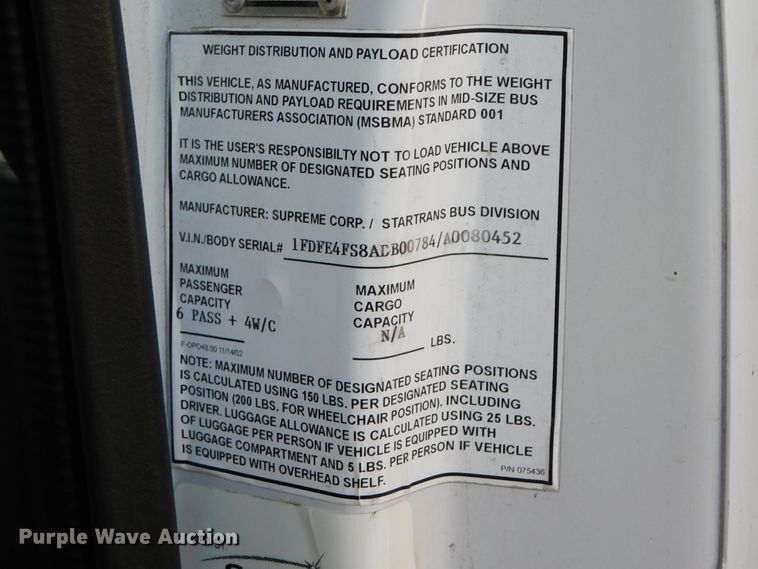 WEIGHT DISTRIBUTION AND PAYLOAD CERTIFICATION
THIS VEHICLE, AS MANUFACTURED, CONFORMS TO THE WEIGHT
DISTRIBUTION AND PAYLOAD REQUIREMENTS IN MID-SIZE BUS
MANUFACTURERS ASSOCIATION (MSBMA) STANDARD 001
IT IS THE USER'S RESPONSIBILTY NOT TO LOAD VEHICLE ABOVE
MAXIMUM NUMBER OF DESIGNATED SEATING POSITIONS AND
CARGO ALLOWANCE.
MANUFACTURER: SUPREME CORP. / STARTRANS BUS DIVISION
V.I.N./BODY SERIAL# 1FDFE4FS8ADB00784/A0080452
MAXIMUM
PASSENGER
CAPACITY
6 PASS + 4W/C
MAXIMUM
CARGO
CAPACITY
N/A
LBS.
F-OPO48.00 11/14/02
NOTE: MAXIMUM NUMBER OF DESIGNATED SEATING POSITIONS
IS CALCULATED USING 150 LBS. PER DESIGNATED SEATING
POSITION (200 LBS. FOR WHEELCHAIR POSITION), INCLUDING
DRIVER. LUGGAGE ALLOWANCE IS CALCULATED USING 25 LBS.
OF LUGGAGE PER PERSON IF VEHICLE IS EQUIPPED WITH
LUGGAGE COMPARTMENT AND 5 LBS. PER PERSON IF VEHICLE
IS EQUIPPED WITH OVERHEAD SHELF.
P/N 075436
Purple Wave Auction